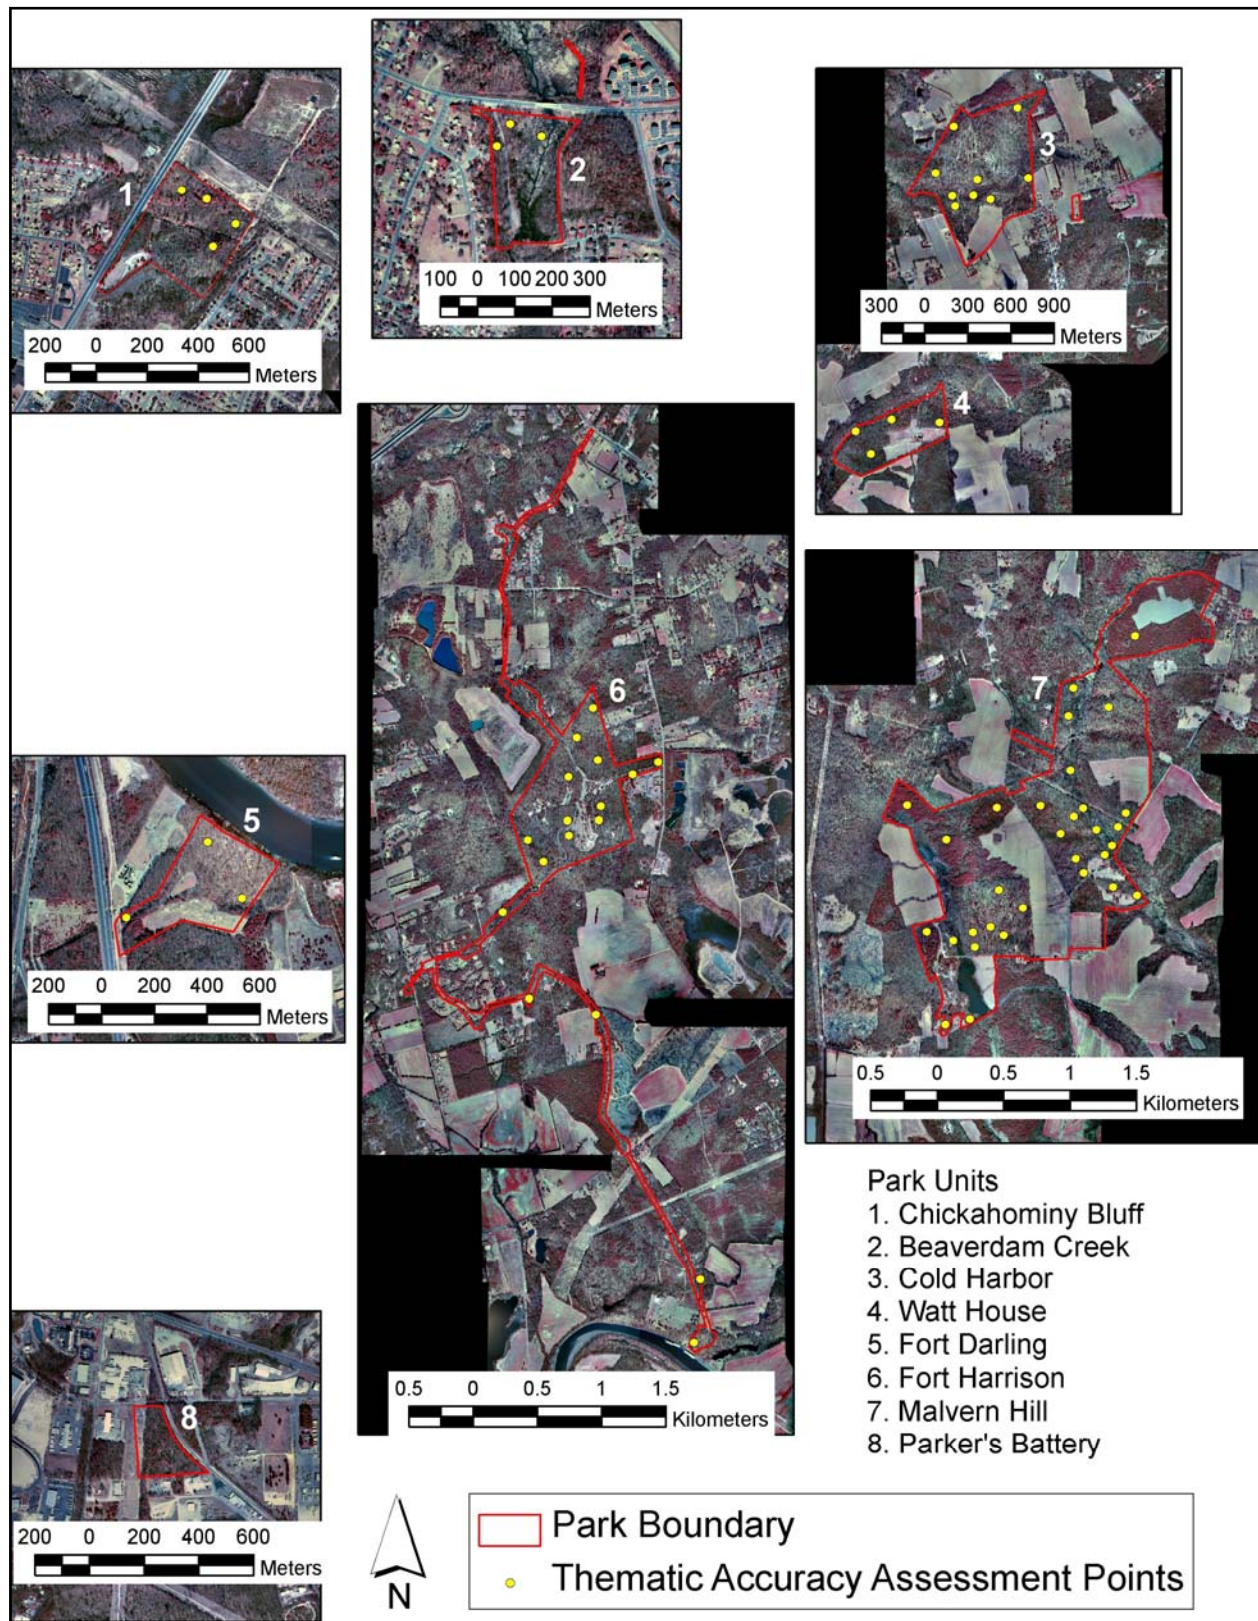 1
200 0 200 400 600
Meters
2
100 0 100 200 300
Meters
3
300 0 300 600 900
Meters
4
5
200 0 200 400 600
Meters
6
0.5 0 0.5 1 1.5
Kilometers
7
0.5 0 0.5 1 1.5
Kilometers
8
200 0 200 400 600
Meters
Park Units
1. Chickahominy Bluff
2. Beaverdam Creek
3. Cold Harbor
4. Watt House
5. Fort Darling
6. Fort Harrison
7. Malvern Hill
8. Parker's Battery
N
Park Boundary
Thematic Accuracy Assessment Points